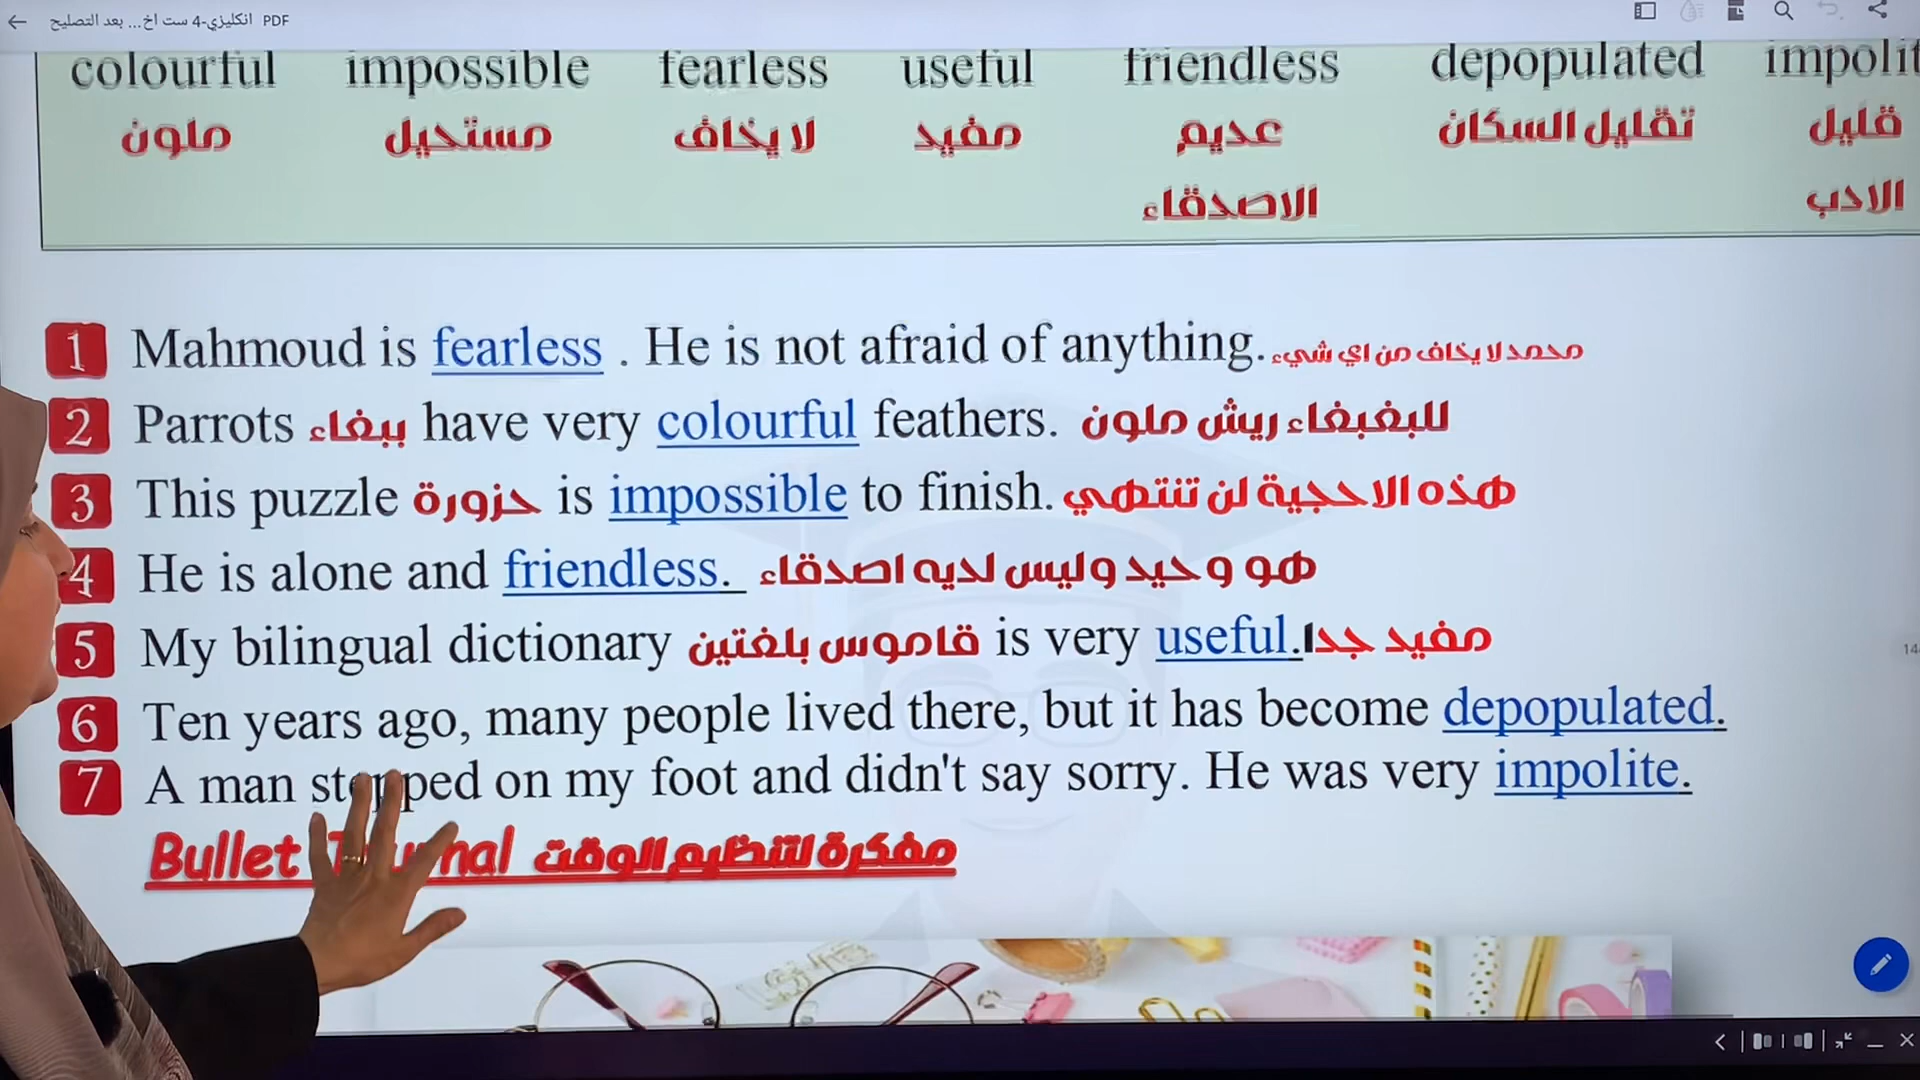 انكليزي-4 ست اخ... بعد التصليح PDF
colourful impossible fearless useful friendless depopulated impolit
ملون مستحيل لا يخاف مفيد عديم تقليل السكان قليل
الاصدقاء الادب
1 Mahmoud is fearless . He is not afraid of anything. محمد لا يخاف من اي شيء
2 Parrots ببغاء have very colourful feathers. للبغبغاء ريش ملون
3 This puzzle حزورة is impossible to finish. هذه الاحجية لن تنتهي
4 He is alone and friendless. هو وحيد وليس لديه اصدقاء
5 My bilingual dictionary قاموس بلغتين is very useful. مفيد جدا
6 Ten years ago, many people lived there, but it has become depopulated.
7 A man stepped on my foot and didn't say sorry. He was very impolite.
Bullet Journal مفكرة لتنظيم الوقت